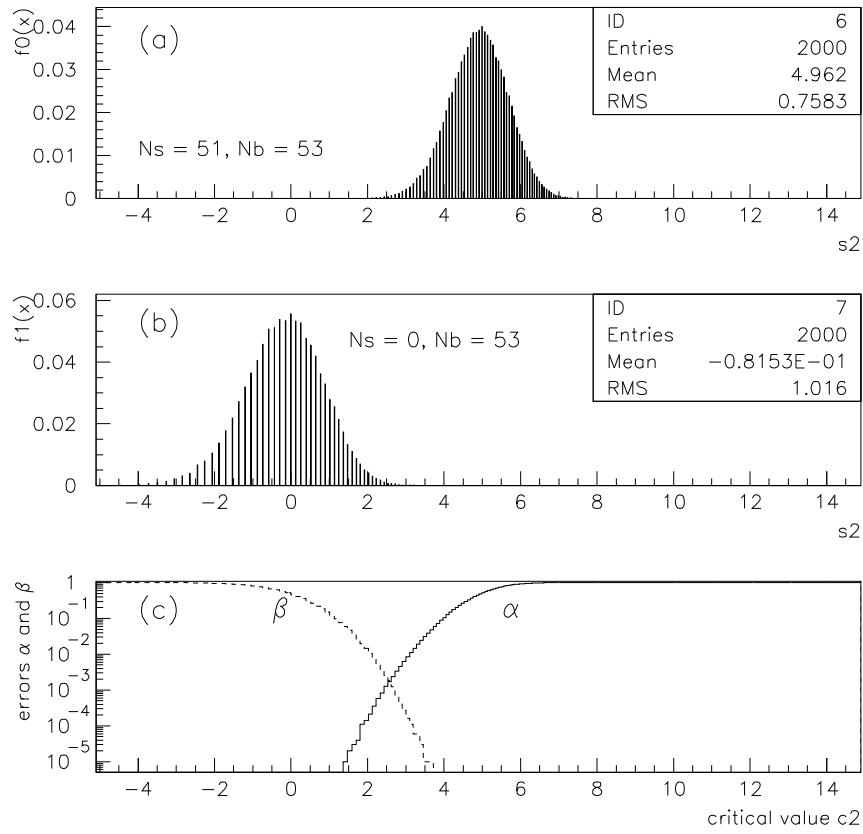 f0(x)
0.04
0.03
0.02
0.01
0
(a)
Ns = 51, Nb = 53
ID 6
Entries 2000
Mean 4.962
RMS 0.7583
−4 −2 0 2 4 6 8 10 12 14
s2
f1(x)
0.06
0.04
0.02
0
(b)
Ns = 0, Nb = 53
ID 7
Entries 2000
Mean −0.8153E−01
RMS 1.016
−4 −2 0 2 4 6 8 10 12 14
s2
errors α and β
1
10⁻¹
10⁻²
10⁻³
10⁻⁴
10⁻⁵
(c)
β
α
−4 −2 0 2 4 6 8 10 12 14
critical value c2